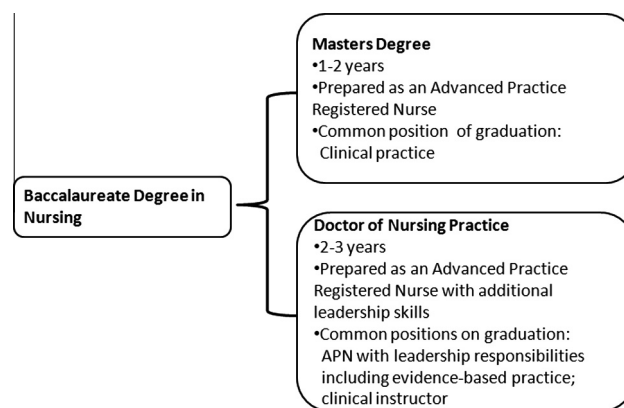 Masters Degree
•1-2 years
•Prepared as an Advanced Practice
Registered Nurse
•Common position of graduation:
Clinical practice
Baccalaureate Degree in
Nursing
Doctor of Nursing Practice
•2-3 years
•Prepared as an Advanced Practice
Registered Nurse with additional
leadership skills
•Common positions on graduation:
APN with leadership responsibilities
including evidence-based practice;
clinical instructor